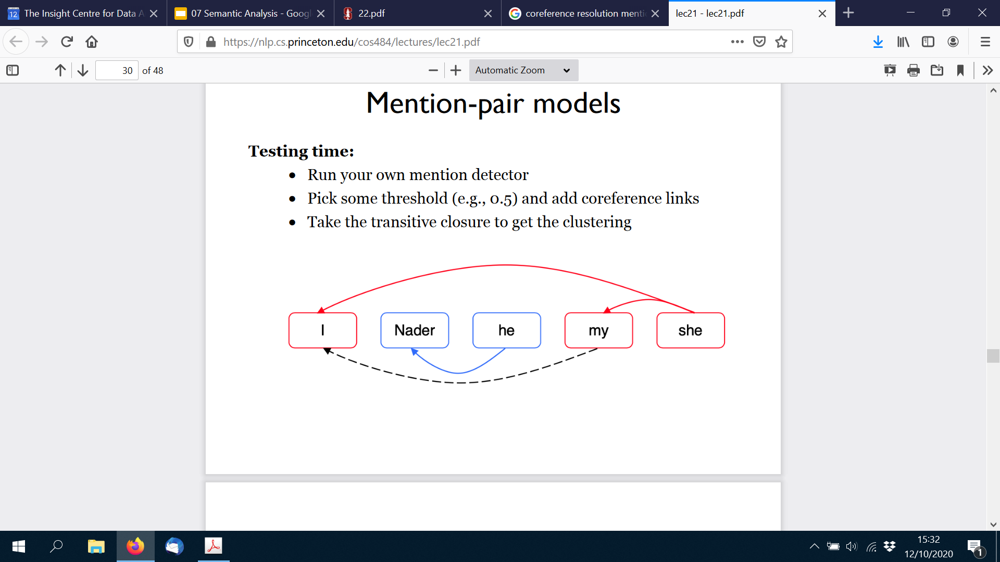 12 The Insight Centre for Data A
07 Semantic Analysis - Googl
22.pdf
coreference resolution menti
lec21 - lec21.pdf
https://nlp.cs.princeton.edu/cos484/lectures/lec21.pdf
30 of 48
Automatic Zoom
Mention-pair models
Testing time:
• Run your own mention detector
• Pick some threshold (e.g., 0.5) and add coreference links
• Take the transitive closure to get the clustering
I Nader he my she
15:32
12/10/2020
1